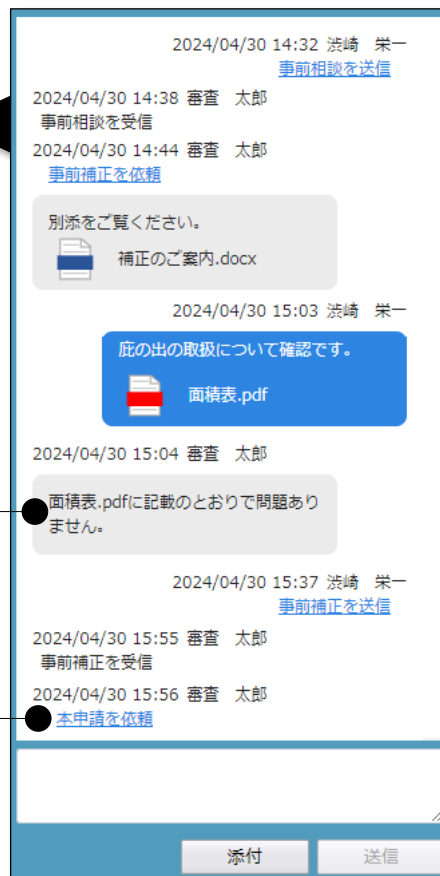 2024/04/30 14:32 渋崎　栄一
事前相談を送信
2024/04/30 14:38 審査　太郎
事前相談を受信
2024/04/30 14:44 審査　太郎
事前補正を依頼
別添をご覧ください。
補正のご案内.docx
2024/04/30 15:03 渋崎　栄一
庇の出の取扱について確認です。
面積表.pdf
2024/04/30 15:04 審査　太郎
面積表.pdfに記載のとおりで問題あり
ません。
2024/04/30 15:37 渋崎　栄一
事前補正を送信
2024/04/30 15:55 審査　太郎
事前補正を受信
2024/04/30 15:56 審査　太郎
本申請を依頼
添付
送信